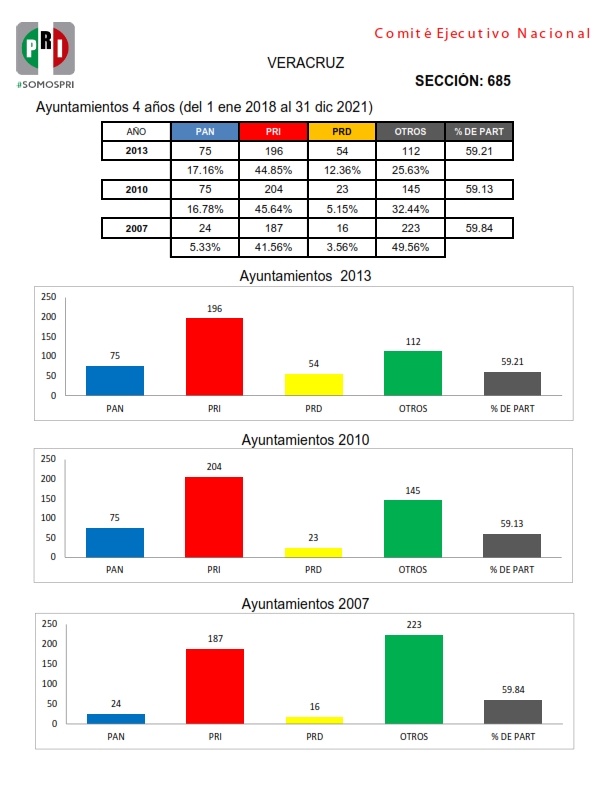 Comité Ejecutivo Nacional
PRI
#SOMOSPRI
VERACRUZ
SECCIÓN: 685
Ayuntamientos 4 años (del 1 ene 2018 al 31 dic 2021)
AÑO PAN PRI PRD OTROS % DE PART
2013 75 196 54 112 59.21
17.16% 44.85% 12.36% 25.63%
2010 75 204 23 145 59.13
16.78% 45.64% 5.15% 32.44%
2007 24 187 16 223 59.84
5.33% 41.56% 3.56% 49.56%
Ayuntamientos 2013
250
200
150
100
50
0
75 196 54 112 59.21
PAN PRI PRD OTROS % DE PART
Ayuntamientos 2010
250
200
150
100
50
0
75 204 23 145 59.13
PAN PRI PRD OTROS % DE PART
Ayuntamientos 2007
250
200
150
100
50
0
24 187 16 223 59.84
PAN PRI PRD OTROS % DE PART